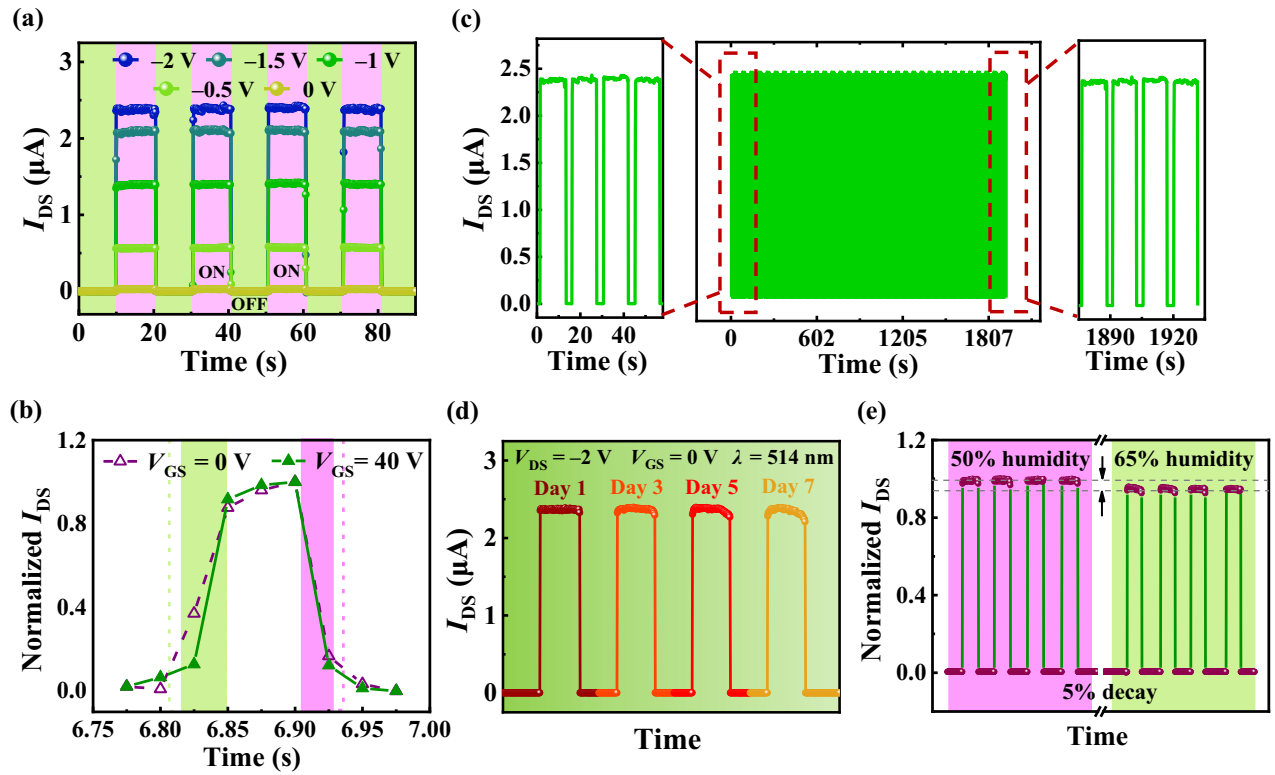 (a)
−2 V −1.5 V −1 V
−0.5 V 0 V
3
2
1
0
I_DS (μA)
ON ON
OFF
0 20 40 60 80
Time (s)
(c)
2.5
2.0
1.5
1.0
0.5
0.0
I_DS (μA)
0 20 40
Time (s)
0 602 1205 1807
Time (s)
1890 1920
Time (s)
(b)
V_GS = 0 V V_GS = 40 V
1.2
0.8
0.4
0.0
Normalized I_DS
6.75 6.80 6.85 6.90 6.95 7.00
Time (s)
(d)
V_DS = –2 V V_GS = 0 V λ = 514 nm
Day 1 Day 3 Day 5 Day 7
3
2
1
0
I_DS (μA)
Time
(e)
50% humidity 65% humidity
1.2
0.9
0.6
0.3
0.0
Normalized I_DS
5% decay
Time